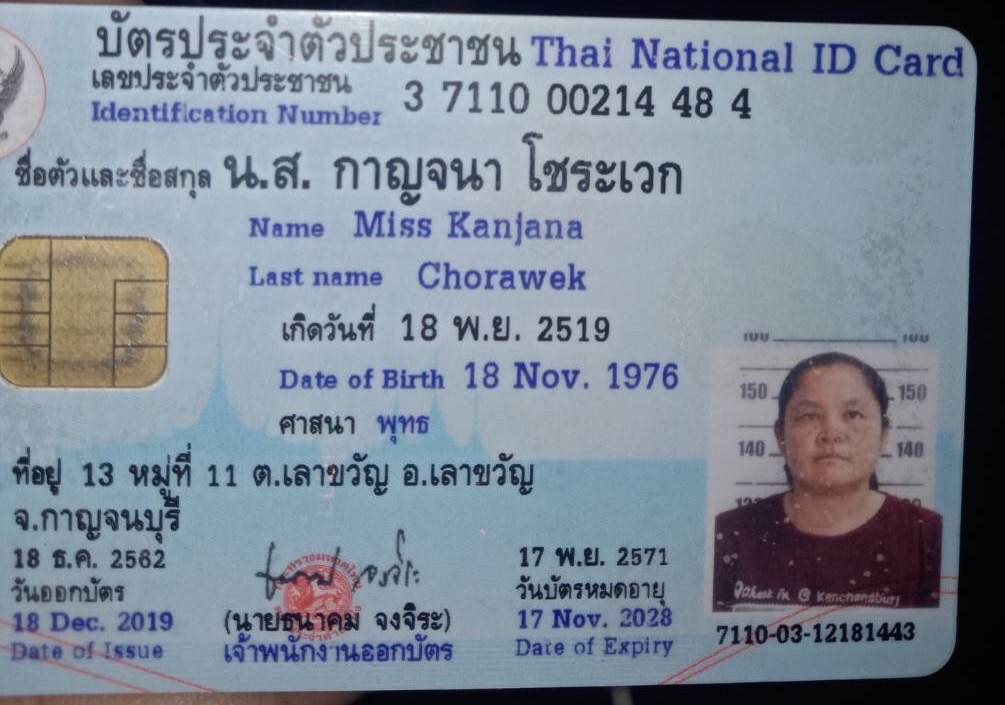 บัตรประจำตัวประชาชน Thai National ID Card
เลขประจำตัวประชาชน
Identification Number 3 7110 00214 48 4
ชื่อตัวและชื่อสกุล น.ส. กาญจนา โชระเวก
Name Miss Kanjana
Last name Chorawek
เกิดวันที่ 18 พ.ย. 2519
Date of Birth 18 Nov. 1976
ศาสนา พุทธ
ที่อยู่ 13 หมู่ที่ 11 ต.เลาขวัญ อ.เลาขวัญ
จ.กาญจนบุรี
18 ธ.ค. 2562
วันออกบัตร
18 Dec. 2019
Date of Issue
(นายธนาคม จงจิระ)
เจ้าพนักงานออกบัตร
17 พ.ย. 2571
วันบัตรหมดอายุ
17 Nov. 2028
Date of Expiry
150 150
140 140
7110-03-12181443